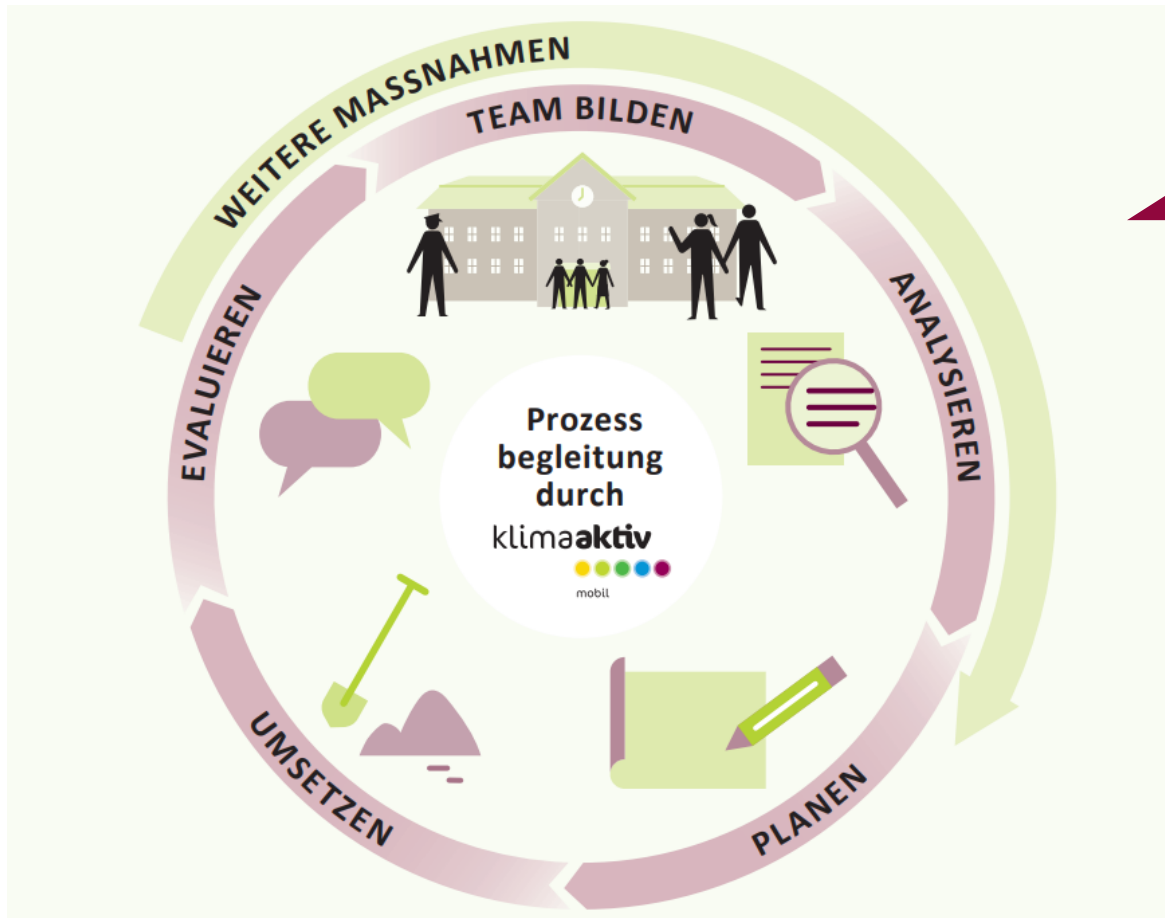 WEITERE MASSNAHMEN
TEAM BILDEN
ANALYSIEREN
PLANEN
UMSETZEN
EVALUIEREN
Prozess
begleitung
durch
klimaaktiv
mobil